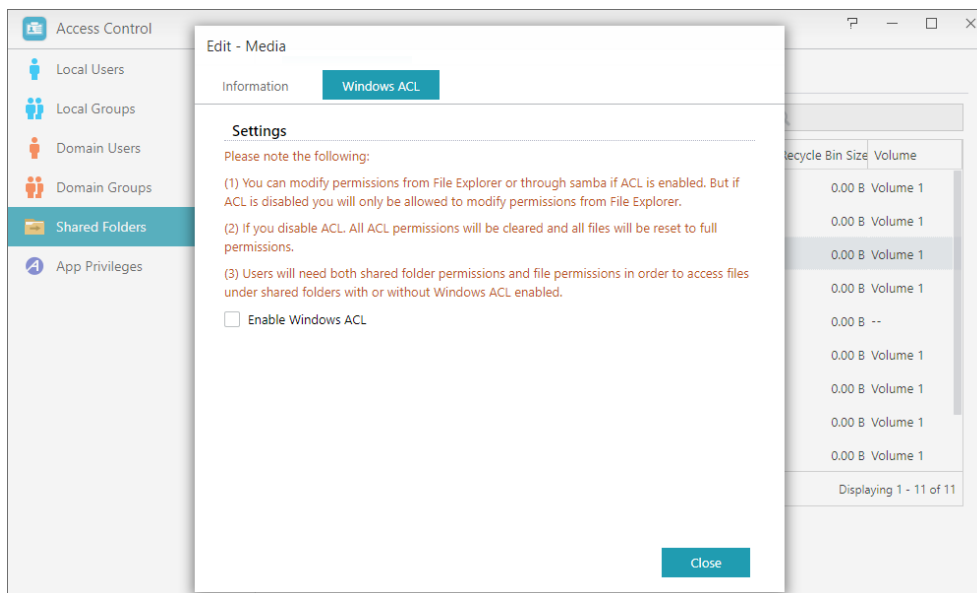 Access Control
Local Users
Local Groups
Domain Users
Domain Groups
Shared Folders
App Privileges
Edit - Media
Information
Windows ACL
Settings
Please note the following:
(1) You can modify permissions from File Explorer or through samba if ACL is enabled. But if
ACL is disabled you will only be allowed to modify permissions from File Explorer.
(2) If you disable ACL. All ACL permissions will be cleared and all files will be reset to full
permissions.
(3) Users will need both shared folder permissions and file permissions in order to access files
under shared folders with or without Windows ACL enabled.
Enable Windows ACL
Close
Recycle Bin Size Volume
0.00 B Volume 1
0.00 B Volume 1
0.00 B Volume 1
0.00 B Volume 1
0.00 B --
0.00 B Volume 1
0.00 B Volume 1
0.00 B Volume 1
0.00 B Volume 1
Displaying 1 - 11 of 11